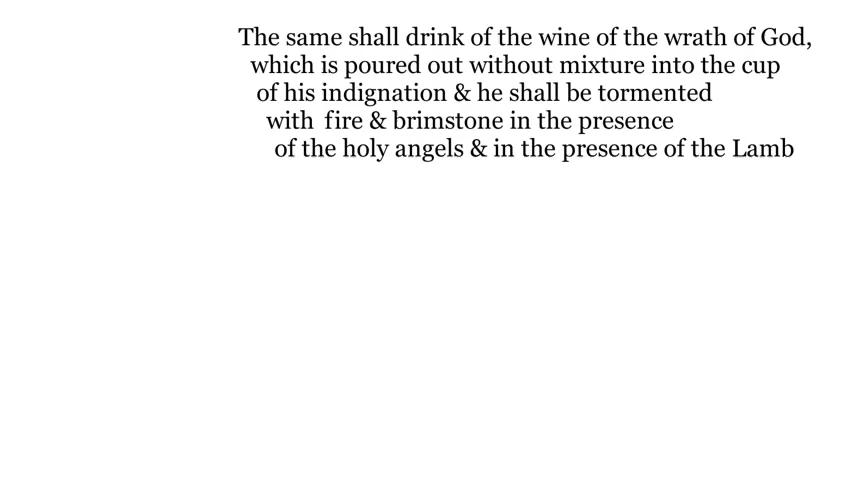 The same shall drink of the wine of the wrath of God,
which is poured out without mixture into the cup
of his indignation & he shall be tormented
with fire & brimstone in the presence
of the holy angels & in the presence of the Lamb